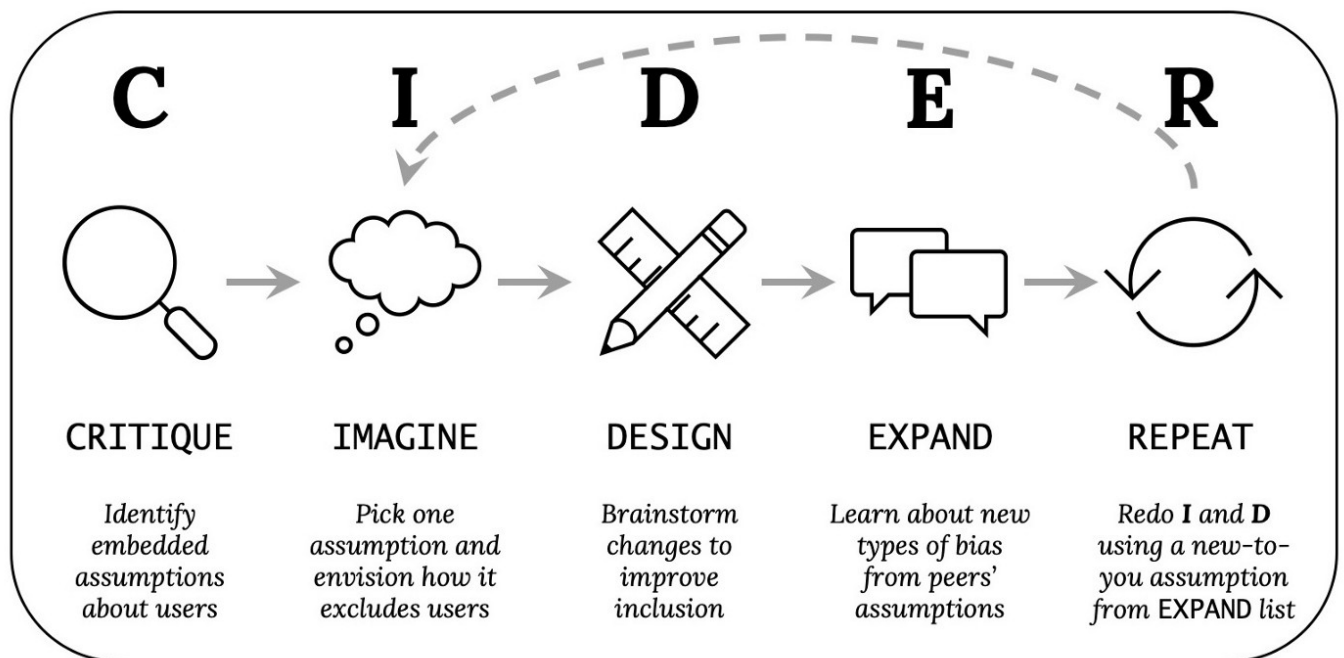 C
I
D
E
R
CRITIQUE
Identify
embedded
assumptions
about users
IMAGINE
Pick one
assumption and
envision how it
excludes users
DESIGN
Brainstorm
changes to
improve
inclusion
EXPAND
Learn about new
types of bias
from peers’
assumptions
REPEAT
Redo I and D
using a new-to-
you assumption
from EXPAND list